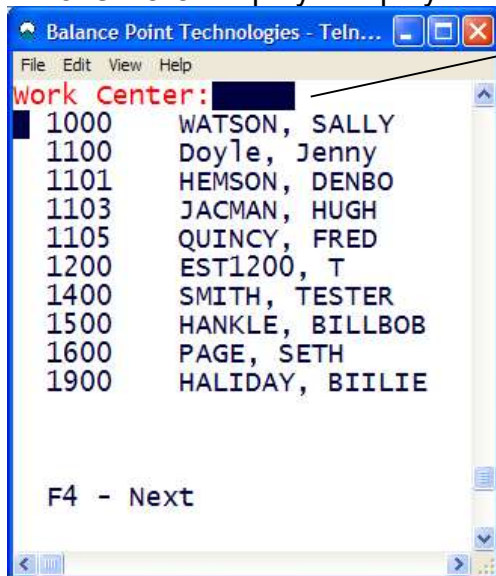 Balance Point Technologies - Teln...
File Edit View Help
Work Center:
1000 WATSON, SALLY
1100 Doyle, Jenny
1101 HEMSON, DENBO
1103 JACMAN, HUGH
1105 QUINCY, FRED
1200 EST1200, T
1400 SMITH, TESTER
1500 HANKLE, BILLBOB
1600 PAGE, SETH
1900 HALIDAY, BIILIE
F4 - Next